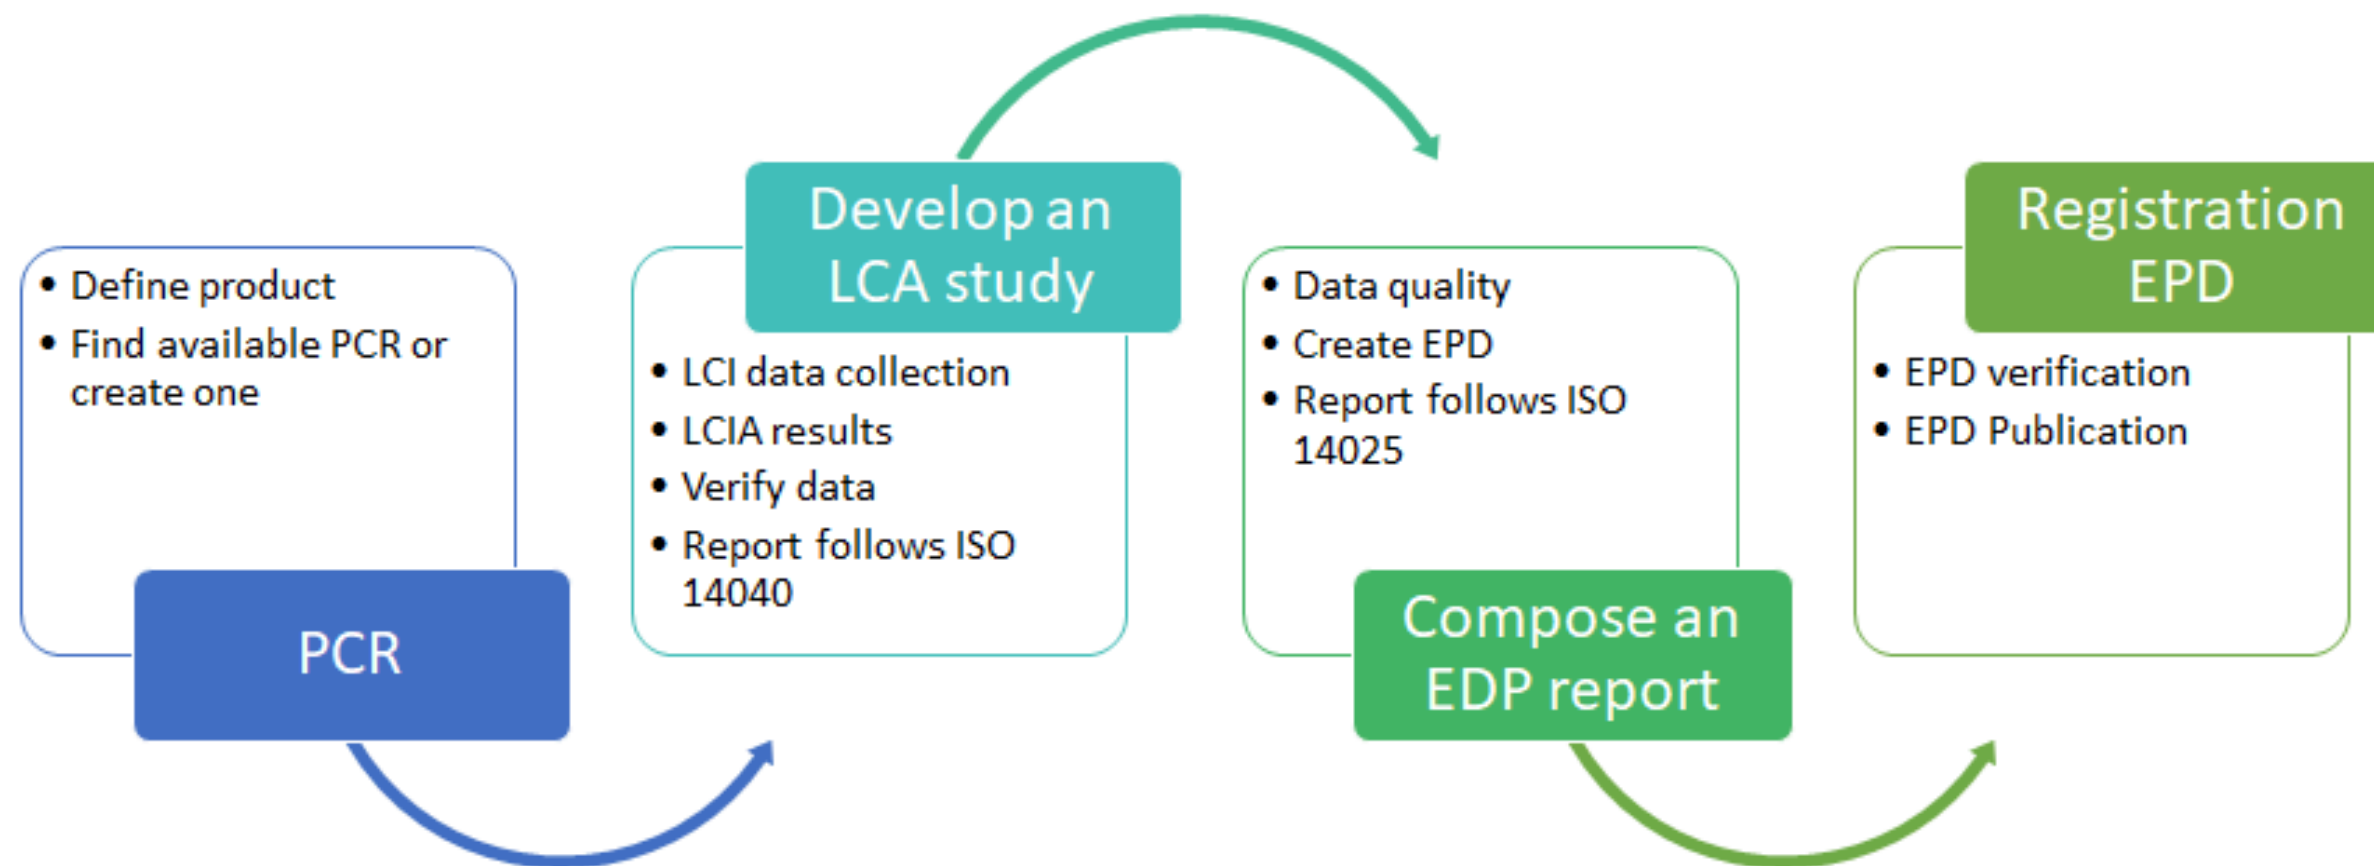 • Define product
• Find available PCR or
create one
PCR
Develop an
LCA study
• LCI data collection
• LCIA results
• Verify data
• Report follows ISO
14040
• Data quality
• Create EPD
• Report follows ISO
14025
Compose an
EDP report
Registration
EPD
• EPD verification
• EPD Publication